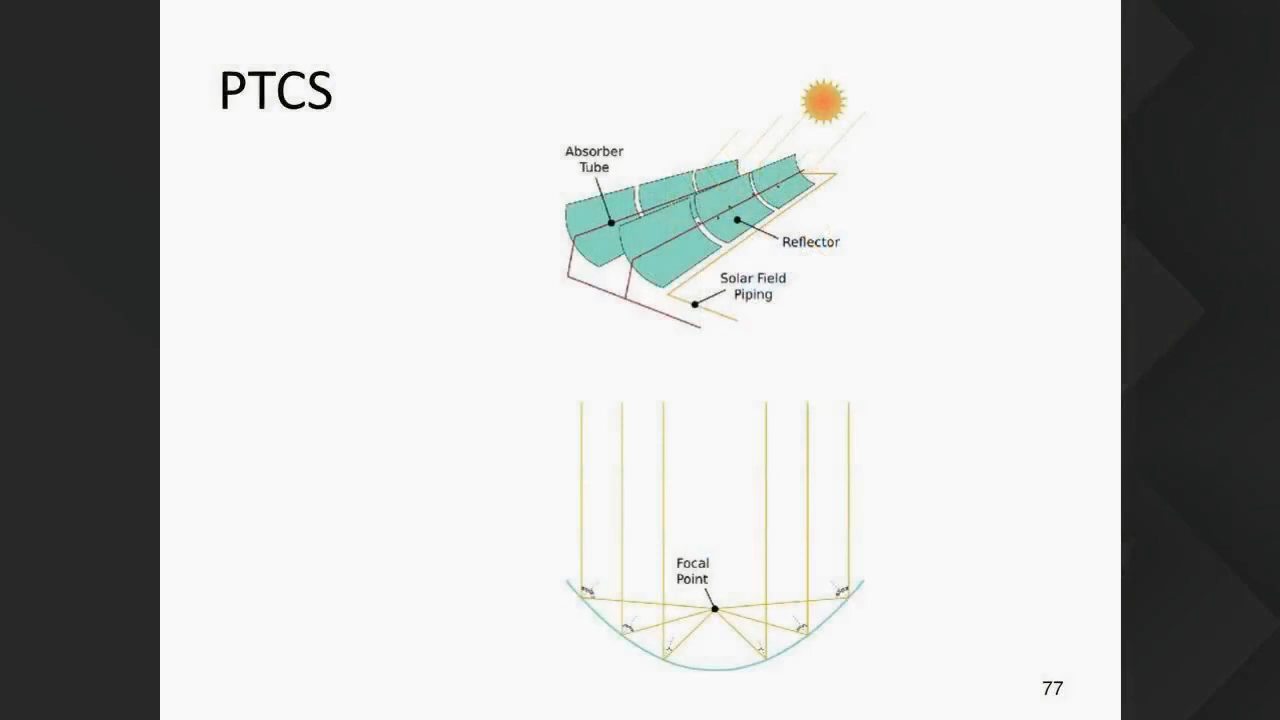 PTCS
Absorber
Tube
Reflector
Solar Field
Piping
Focal
Point
77